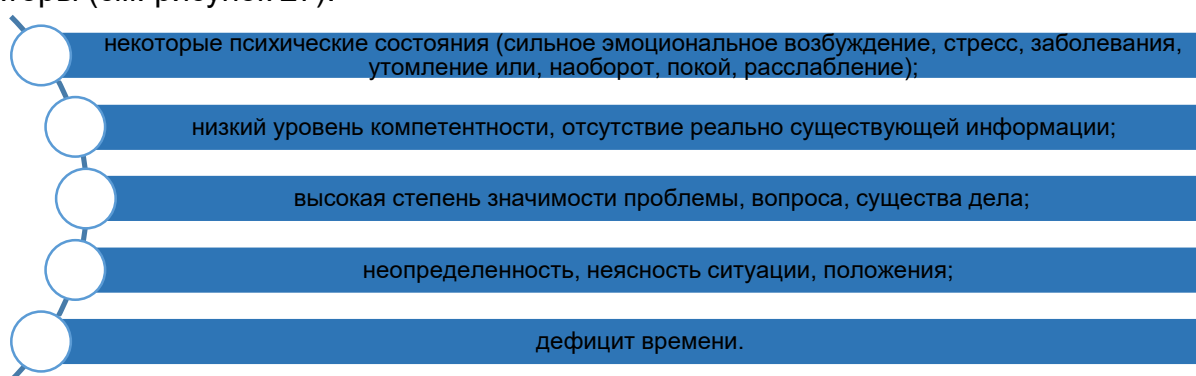 некоторые психические состояния (сильное эмоциональное возбуждение, стресс, заболевания,
утомление или, наоборот, покой, расслабление);
низкий уровень компетентности, отсутствие реально существующей информации;
высокая степень значимости проблемы, вопроса, существа дела;
неопределенность, неясность ситуации, положения;
дефицит времени.